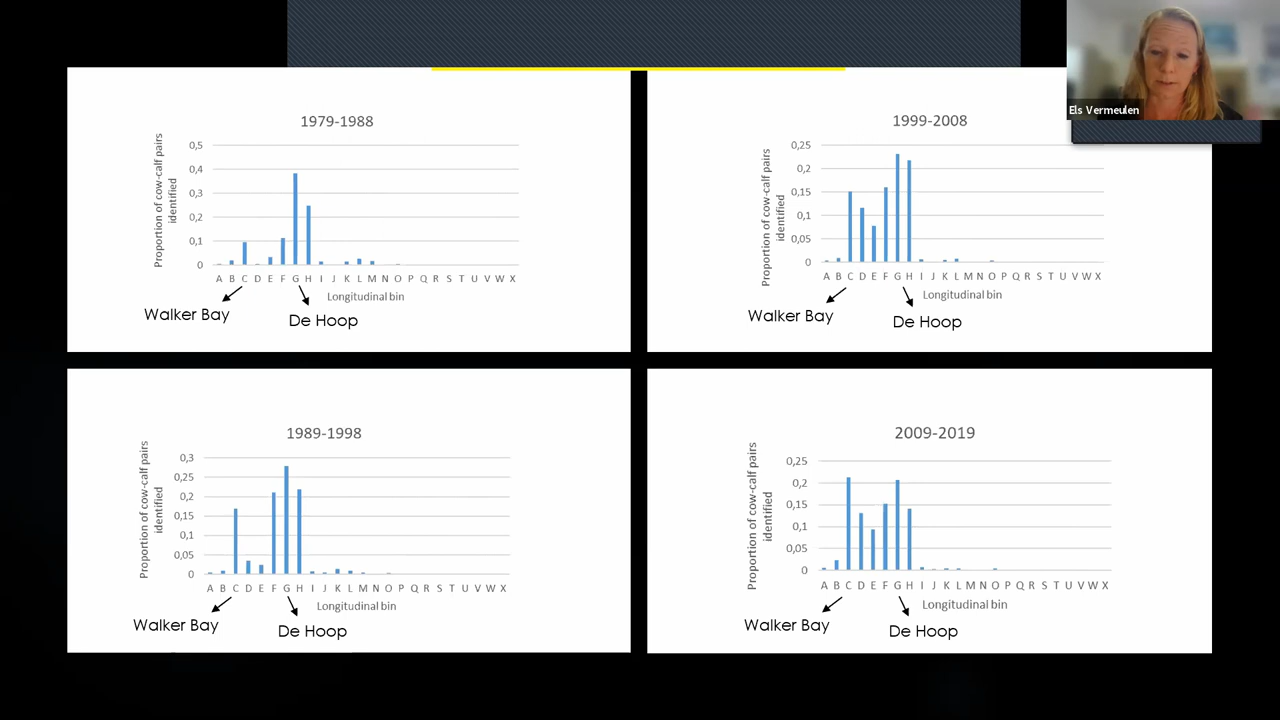 Els Vermeulen
1979-1988
Proportion of cow-calf pairs
identified
0,5
0,4
0,3
0,2
0,1
0
A B C D E F G H I J K L M N O P Q R S T U V W X
Longitudinal bin
Walker Bay
De Hoop
1999-2008
Proportion of cow-calf pairs
identified
0,25
0,2
0,15
0,1
0,05
0
A B C D E F G H I J K L M N O P Q R S T U V W X
Longitudinal bin
Walker Bay
De Hoop
1989-1998
Proportion of cow-calf pairs
identified
0,3
0,25
0,2
0,15
0,1
0,05
0
A B C D E F G H I J K L M N O P Q R S T U V W X
Longitudinal bin
Walker Bay
De Hoop
2009-2019
Proportion of cow-calf pairs
identified
0,25
0,2
0,15
0,1
0,05
0
A B C D E F G H I J K L M N O P Q R S T U V W X
Longitudinal bin
Walker Bay
De Hoop